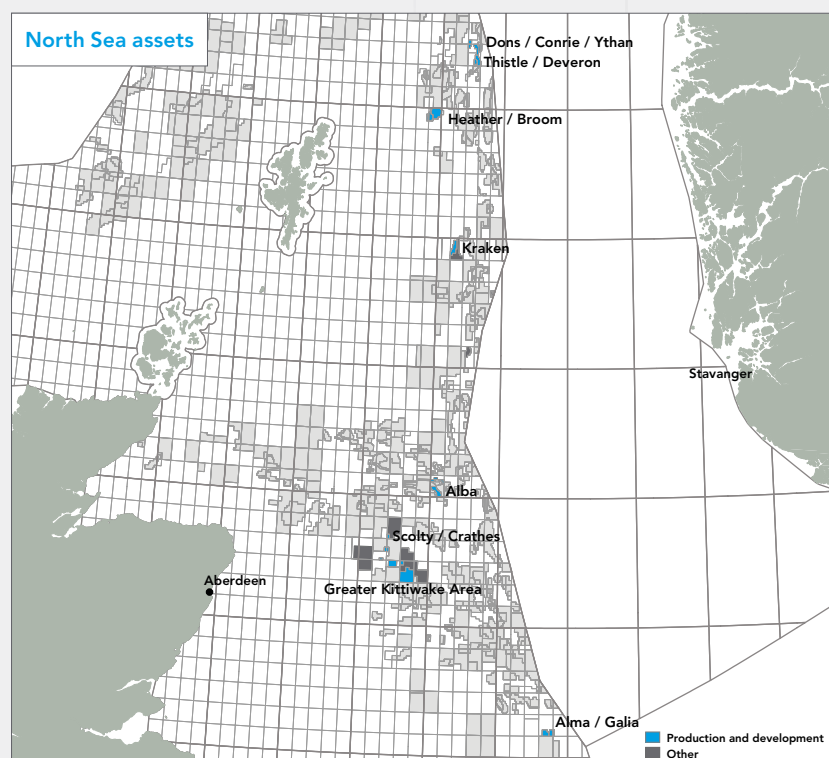 North Sea assets
Dons / Conrie / Ythan
Thistle / Deveron
Heather / Broom
Kraken
Stavanger
Alba
Scolty / Crathes
Aberdeen
Greater Kittiwake Area
Alma / Galia
Production and development
Other